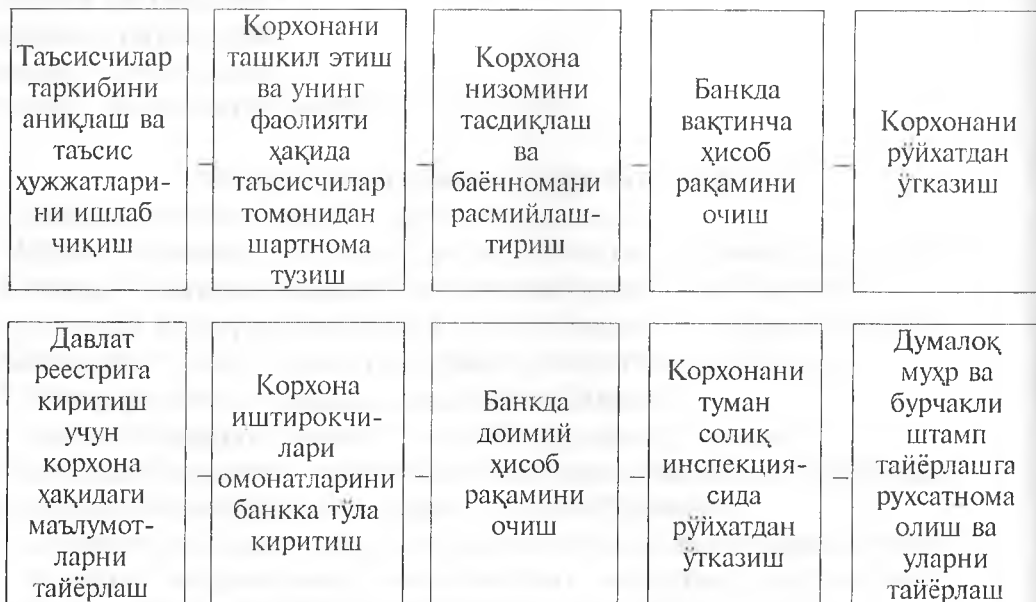 Таъсисчилар
таркибини
аниқлаш ва
таъсис
ҳужжатлари-
ни ишлаб
чиқиш
Корхонани
ташкил этиш
ва унинг
фаолияти
ҳақида
таъсисчилар
томонидан
шартнома
тузиш
Корхона
низомини
тасдиқлаш
ва
баённомани
расмийлаш-
тириш
Банкда
вақтинча
ҳисоб
рақамини
очиш
Корхонани
рўйхатдан
ўтказиш
Давлат
реестрига
киритиш
учун
корхона
ҳақидаги
маълумот-
ларни
тайёрлаш
Корхона
иштирокчи-
лари
омонатларини
банкка тўла
киритиш
Банкда
доимий
ҳисоб
рақамини
очиш
Корхонани
туман
солиқ
инспекция-
сида
рўйхатдан
ўтказиш
Думалоқ
муҳр ва
бурчакли
штамп
тайёрлашга
рухсатнома
олиш ва
уларни
тайёрлаш